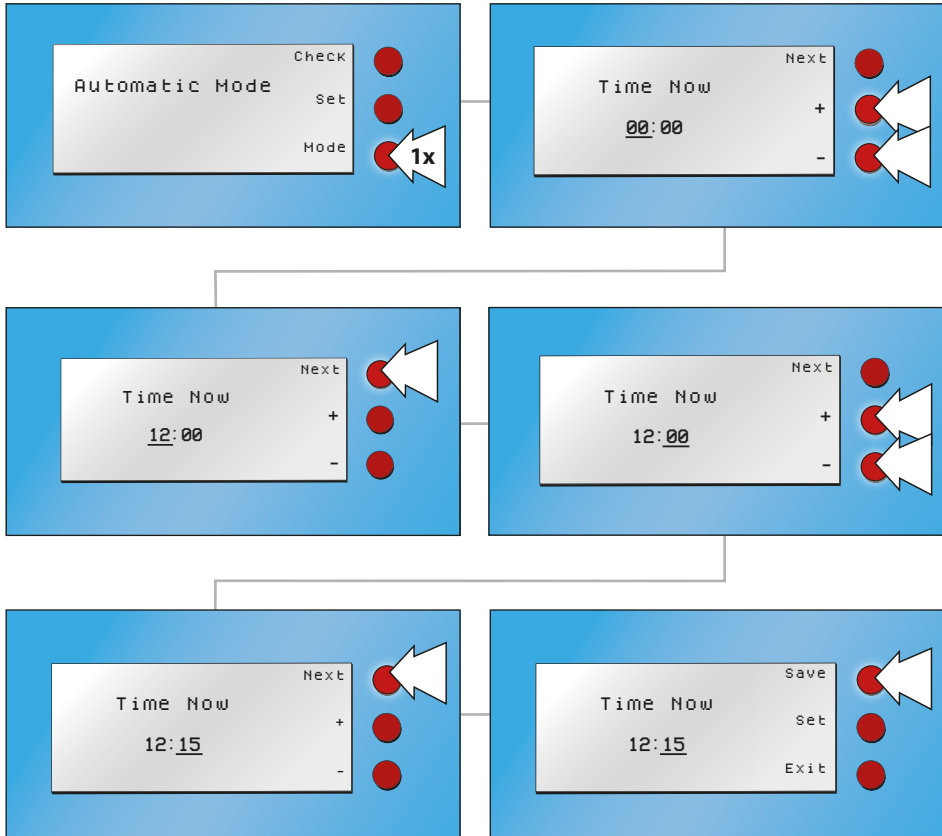 Check
Automatic Mode
Set
Mode
1x
Next
Time Now
+
00:00
-
Next
Time Now
+
12:00
-
Next
Time Now
+
12:00
-
Next
Time Now
+
12:15
-
Save
Time Now
Set
12:15
Exit